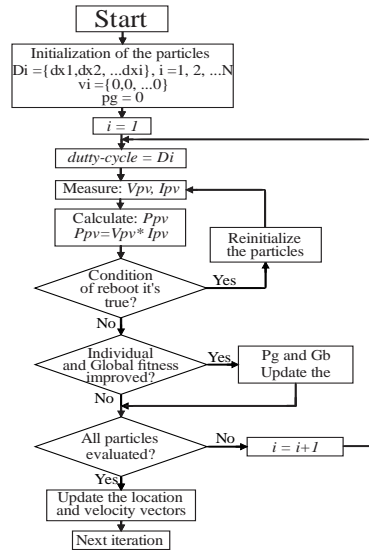 Start
Initialization of the particles
Di ={dx1,dx2, ...dxi}, i =1, 2, ...N
vi ={0,0, ...0}
pg = 0
i = 1
dutty-cycle = Di
Measure: Vpv, Ipv
Calculate: Ppv
Ppv=Vpv* Ipv
Reinitialize
the particles
Condition
of reboot it's
true?
Yes
No
Individual
and Global fitness
improved?
Yes
Pg and Gb
Update the
No
All particles
evaluated?
No
i = i+1
Yes
Update the location
and velocity vectors
Next iteration